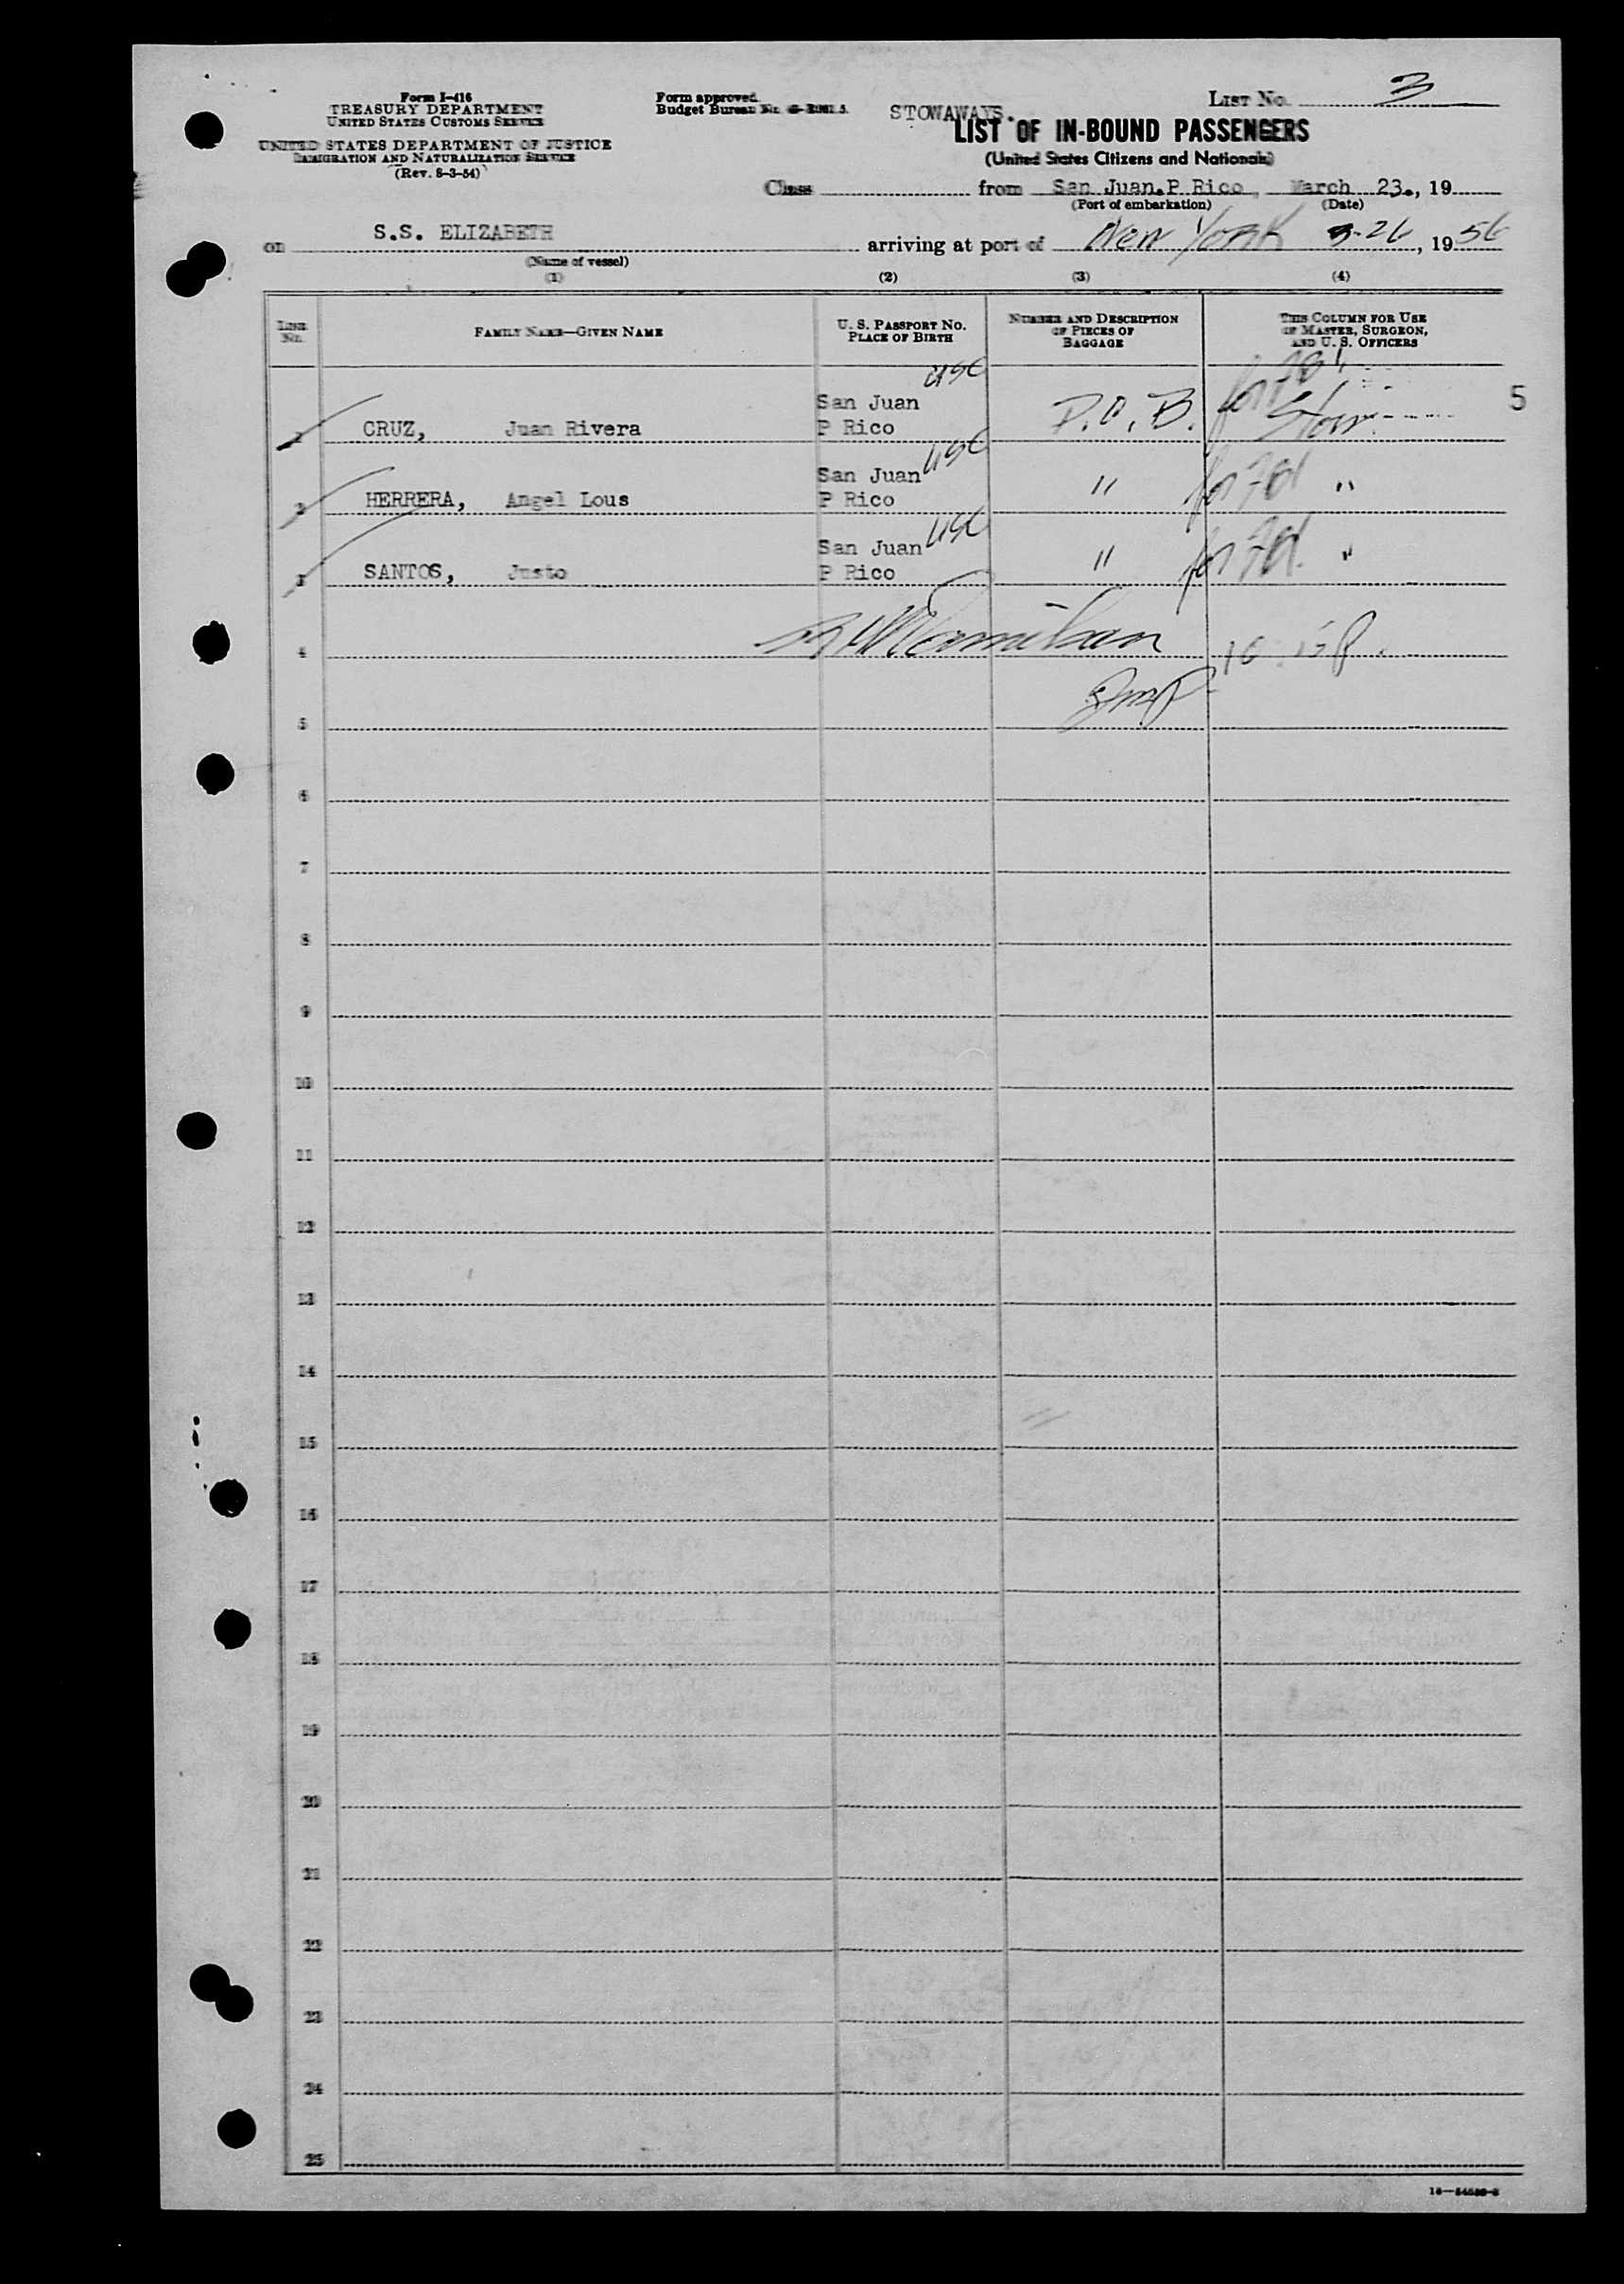 Form I-416
TREASURY DEPARTMENT
UNITED STATES CUSTOMS SERVICE
UNITED STATES DEPARTMENT OF JUSTICE
IMMIGRATION AND NATURALIZATION SERVICE
(Rev. 8-3-54)
Form approved.
Budget Bureau No.
LIST No. 3
STOWAWAYS.
LIST OF IN-BOUND PASSENGERS
(United States Citizens and Nationals)
Class from San Juan.P Rico, March 23., 19
(Port of embarkation) (Date)
on S.S. ELIZABETH arriving at port of New York 3-26, 1956
(Name of vessel)
(1) (2) (3) (4)
LINE No. FAMILY NAME—GIVEN NAME U. S. PASSPORT No. PLACE OF BIRTH NUMBER AND DESCRIPTION OF PIECES OF BAGGAGE THIS COLUMN FOR USE OF MASTER, SURGEON, AND U. S. OFFICERS
USC
San Juan 5
1 CRUZ, Juan Rivera P Rico P.O.B. Stow
USC
San Juan
2 HERRERA, Angel Lous P Rico " "
USC
San Juan
3 SANTOS, Justo P Rico " "
4
5
6
7
8
9
10
11
12
13
14
15
16
17
18
19
20
21
22
23
24
25